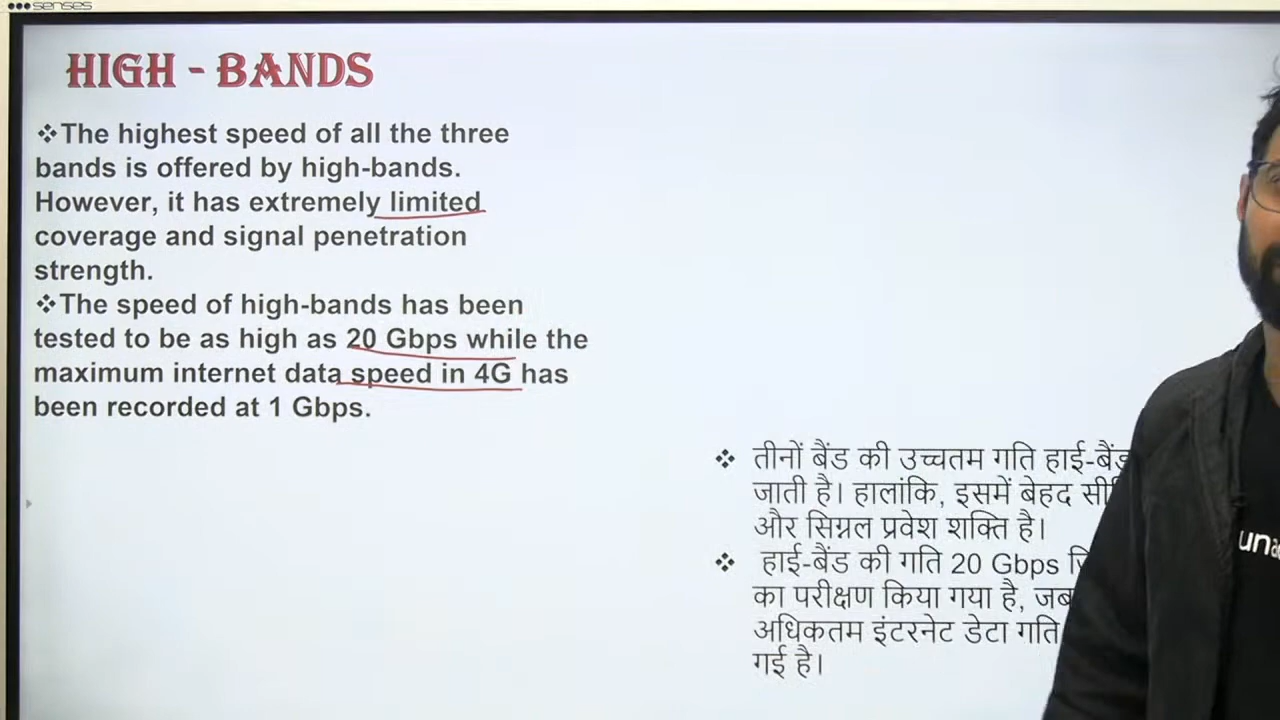 senses
HIGH - BANDS
❖The highest speed of all the three
bands is offered by high-bands.
However, it has extremely limited
coverage and signal penetration
strength.
❖The speed of high-bands has been
tested to be as high as 20 Gbps while the
maximum internet data speed in 4G has
been recorded at 1 Gbps.
❖ तीनों बैंड की उच्चतम गति हाई-बैंड
जाती है। हालांकि, इसमें बेहद
और सिग्नल प्रवेश शक्ति है।
❖ हाई-बैंड की गति 20 Gbps
का परीक्षण किया गया है,
अधिकतम इंटरनेट डेटा गति
गई है।